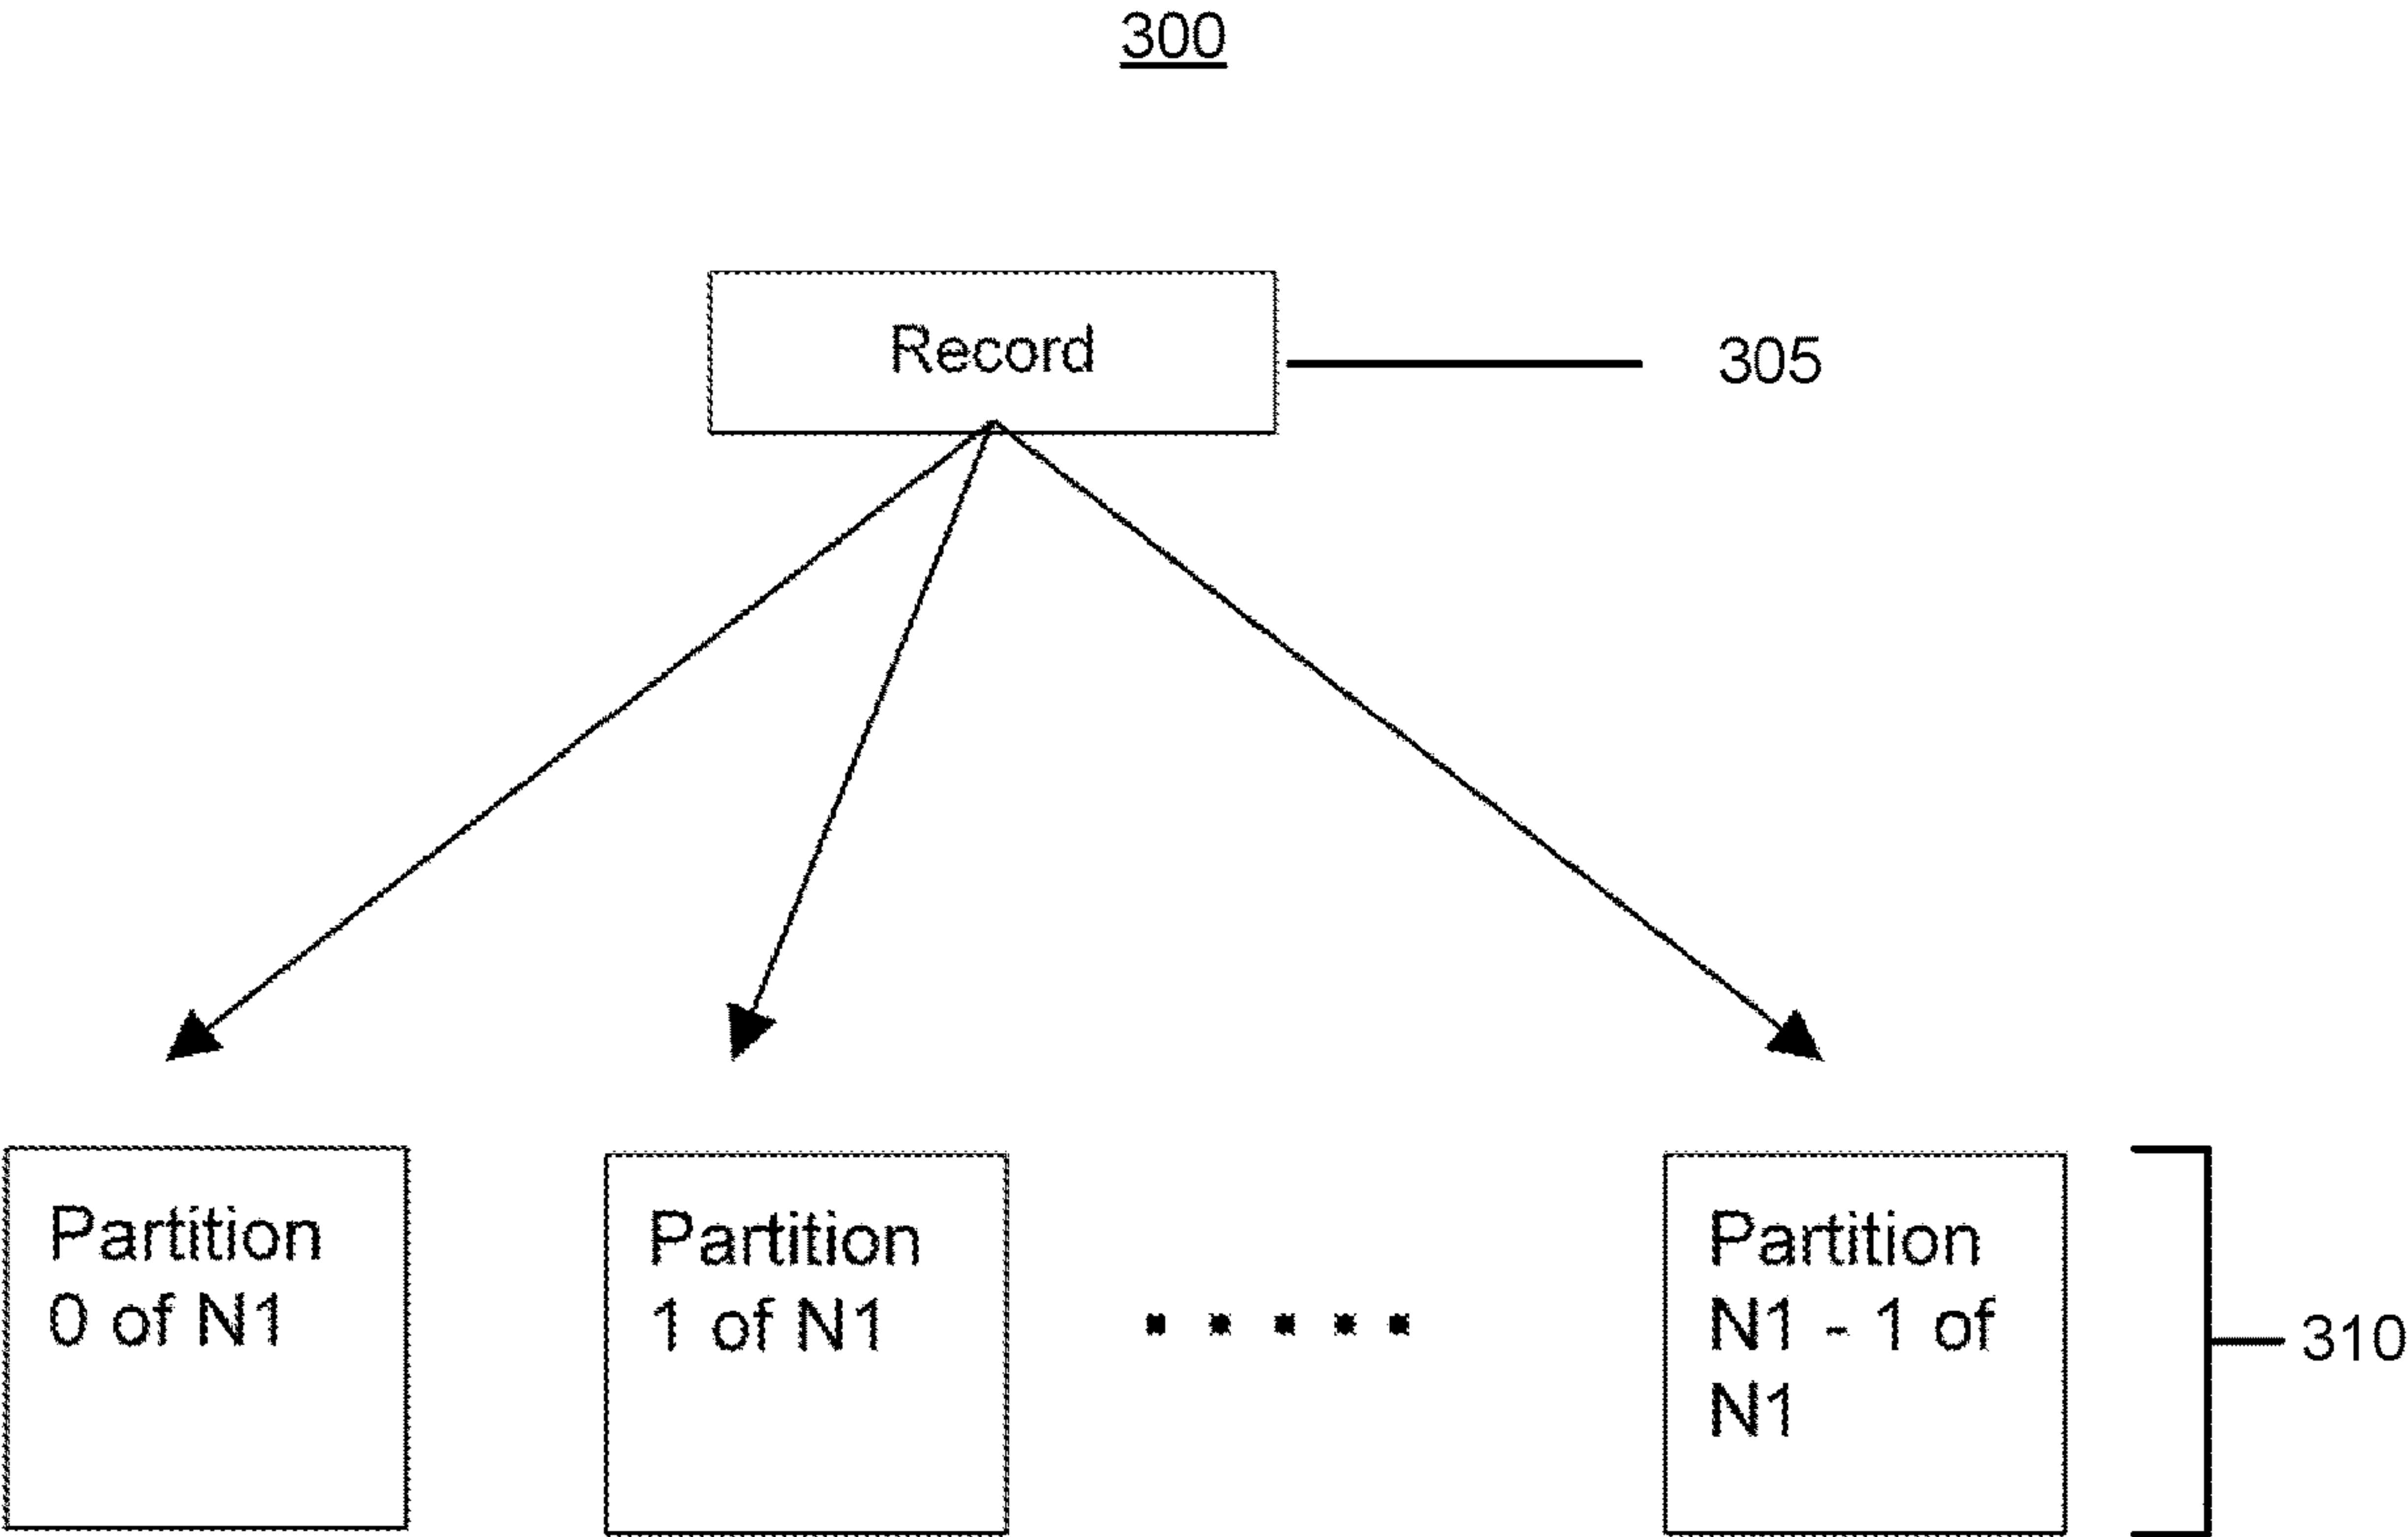 300
Record
305
Partition
0 of N1
Partition
1 of N1
Partition
N1 - 1 of
N1
310